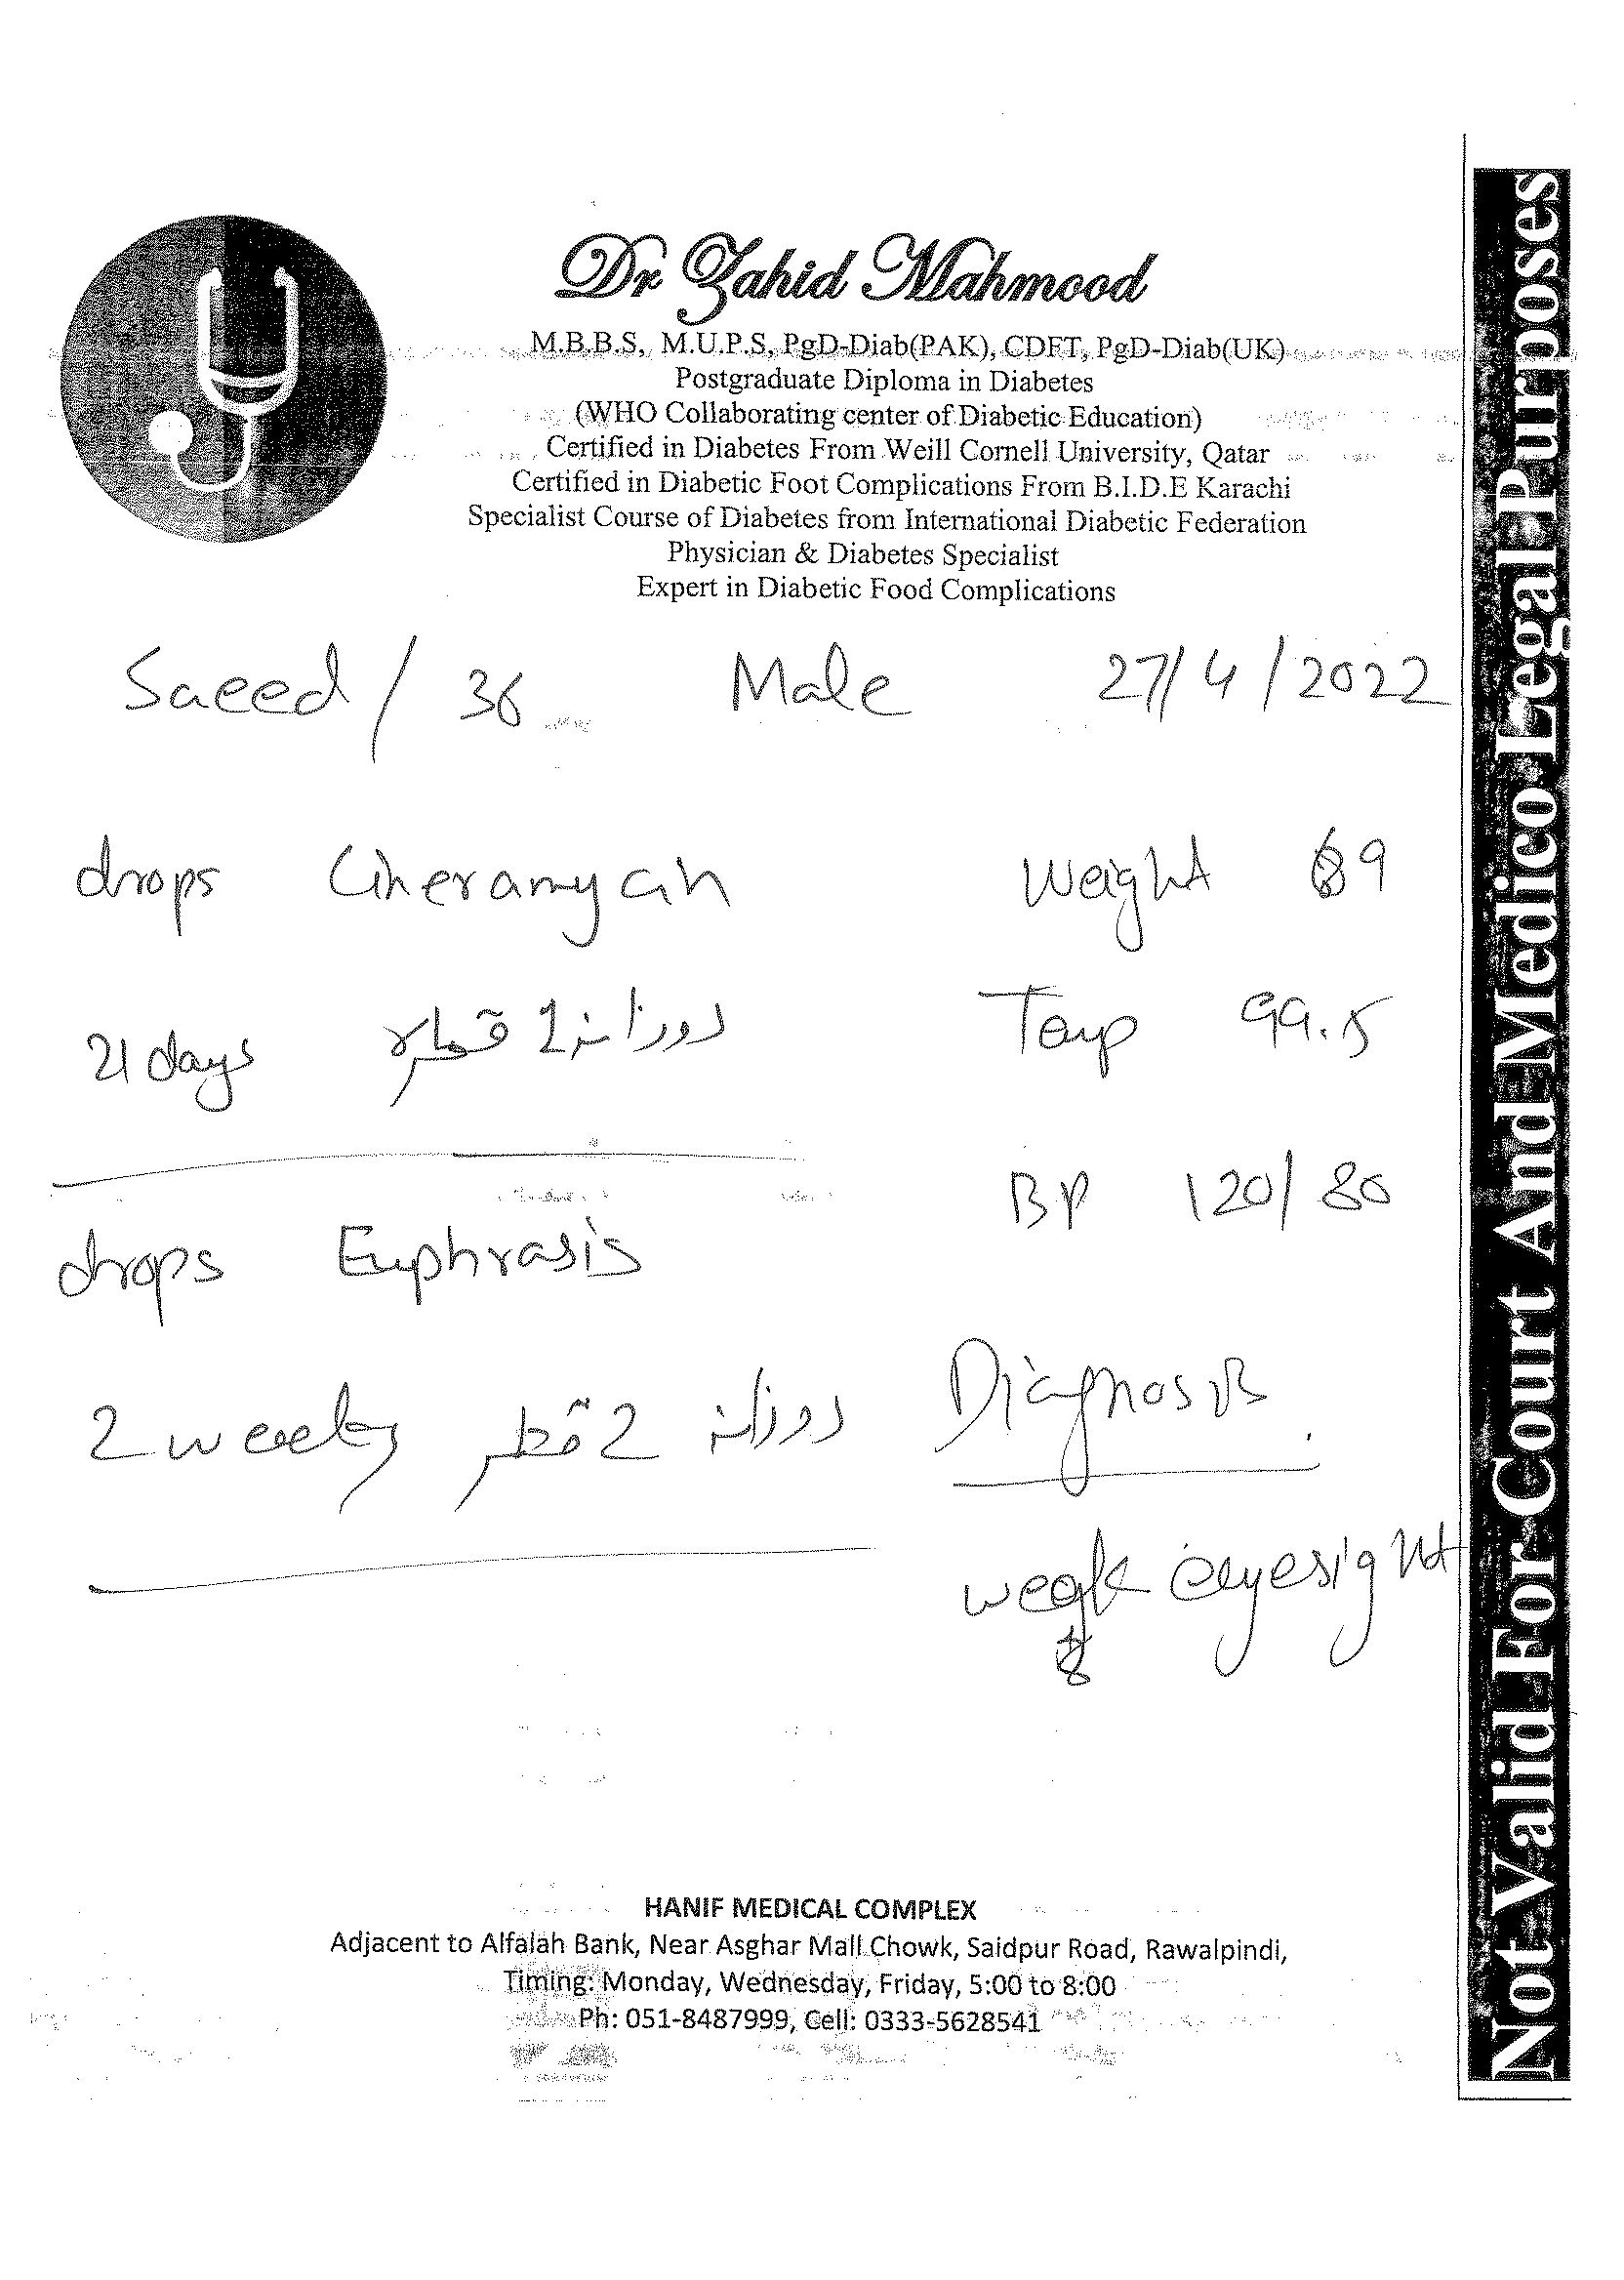 Dr Zahid Mahmood
M.B.B.S, M.U.P.S, PgD-Diab(PAK), CDFT, PgD-Diab(UK)
Postgraduate Diploma in Diabetes
(WHO Collaborating center of Diabetic Education)
Certified in Diabetes From Weill Cornell University, Qatar
Certified in Diabetic Foot Complications From B.I.D.E Karachi
Specialist Course of Diabetes from International Diabetic Federation
Physician & Diabetes Specialist
Expert in Diabetic Food Complications
Saeed / 36 Male 27/4/2022
drops Cineramycin
Weight 69
21 days روزانہ 2 قطرہ
Temp 99.5
BP 120/80
drops Euphrasis
2 weeks روزانہ 2 قطر
Diagnosis
weak eyesight
HANIF MEDICAL COMPLEX
Adjacent to Alfalah Bank, Near Asghar Mall Chowk, Saidpur Road, Rawalpindi,
Timing: Monday, Wednesday, Friday, 5:00 to 8:00
Ph: 051-8487999, Cell: 0333-5628541
Not Valid For Court And Medico Legal Purposes